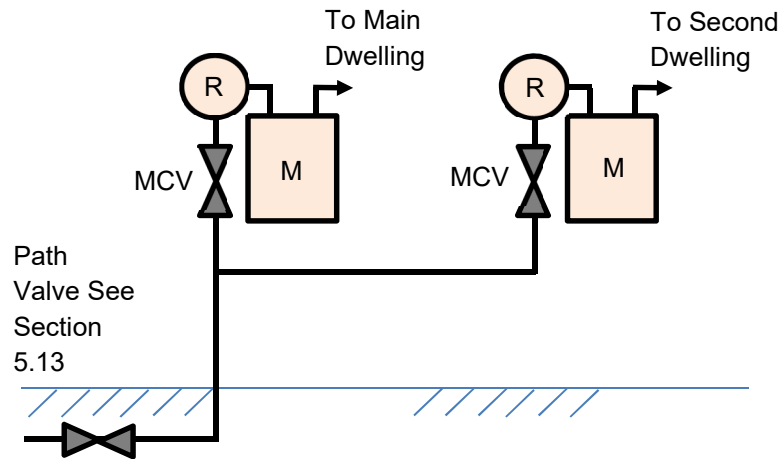 To Main
Dwelling
To Second
Dwelling
R
R
MCV
M
MCV
M
Path
Valve See
Section
5.13